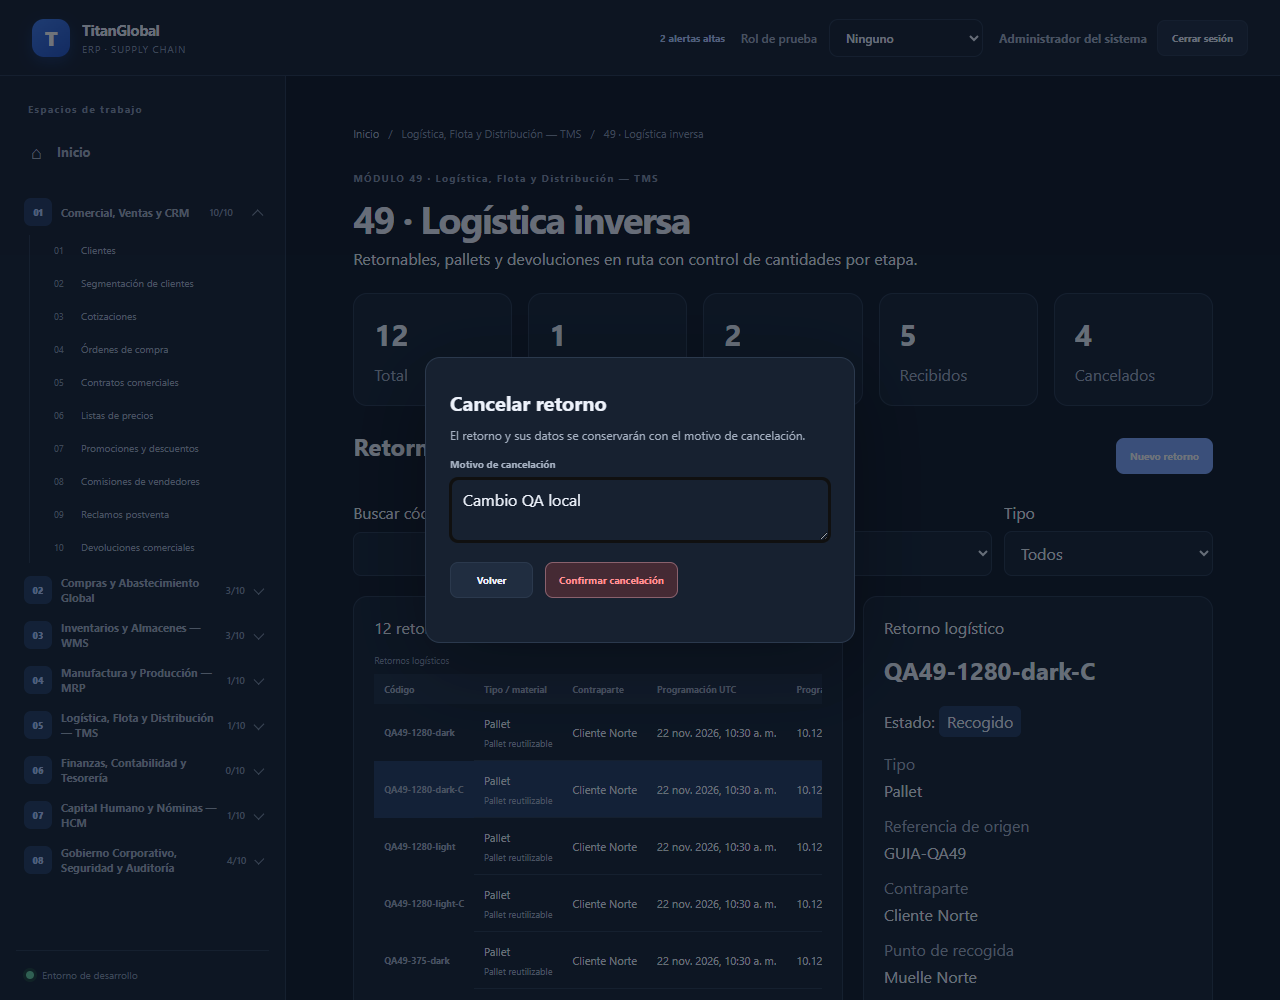 T
TitanGlobal
ERP · SUPPLY CHAIN
2 alertas altas
Rol de prueba
Ninguno
Administrador del sistema
Cerrar sesión
Espacios de trabajo
Inicio
01 Comercial, Ventas y CRM 10/10
01 Clientes
02 Segmentación de clientes
03 Cotizaciones
04 Órdenes de compra
05 Contratos comerciales
06 Listas de precios
07 Promociones y descuentos
08 Comisiones de vendedores
09 Reclamos postventa
10 Devoluciones comerciales
02 Compras y Abastecimiento Global 3/10
03 Inventarios y Almacenes — WMS 3/10
04 Manufactura y Producción — MRP 1/10
05 Logística, Flota y Distribución — TMS 1/10
06 Finanzas, Contabilidad y Tesorería 0/10
07 Capital Humano y Nóminas — HCM 1/10
08 Gobierno Corporativo, Seguridad y Auditoría 4/10
Entorno de desarrollo
Inicio / Logística, Flota y Distribución — TMS / 49 · Logística inversa
MÓDULO 49 · Logística, Flota y Distribución — TMS
49 · Logística inversa
Retornables, pallets y devoluciones en ruta con control de cantidades por etapa.
12
Total
1
2
5
Recibidos
4
Cancelados
Retorn
Nuevo retorno
Buscar cód
Tipo
Todos
Cancelar retorno
El retorno y sus datos se conservarán con el motivo de cancelación.
Motivo de cancelación
Cambio QA local
Volver
Confirmar cancelación
12 reto
Retornos logísticos
Código Tipo / material Contraparte Programación UTC Progra
QA49-1280-dark Pallet Pallet reutilizable Cliente Norte 22 nov. 2026, 10:30 a. m. 10.12
QA49-1280-dark-C Pallet Pallet reutilizable Cliente Norte 22 nov. 2026, 10:30 a. m. 10.12
QA49-1280-light Pallet Pallet reutilizable Cliente Norte 22 nov. 2026, 10:30 a. m. 10.12
QA49-1280-light-C Pallet Pallet reutilizable Cliente Norte 22 nov. 2026, 10:30 a. m. 10.12
QA49-375-dark Pallet Pallet reutilizable Cliente Norte 22 nov. 2026, 10:30 a. m. 10.12
Retorno logístico
QA49-1280-dark-C
Estado: Recogido
Tipo
Pallet
Referencia de origen
GUIA-QA49
Contraparte
Cliente Norte
Punto de recogida
Muelle Norte